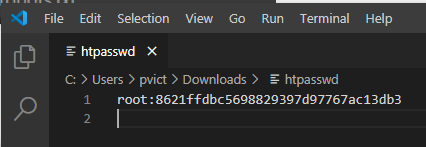 File Edit Selection View Go Run Terminal Help
htpasswd
C: > Users > pvict > Downloads > htpasswd
1 root:8621ffdbc5698829397d97767ac13db3
2